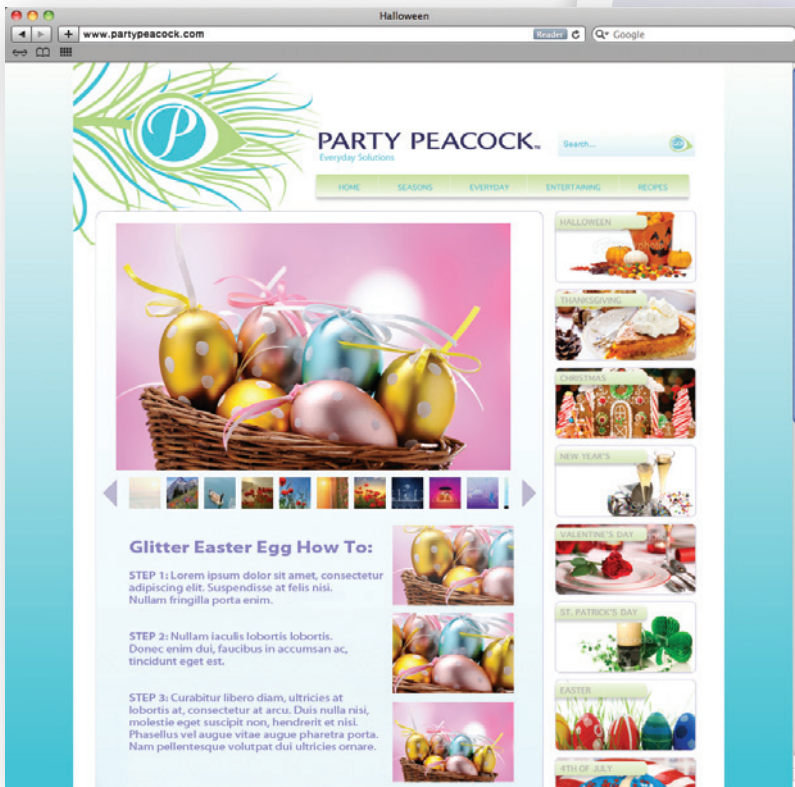 Halloween
www.partypeacock.com
Reader
Google
P
PARTY PEACOCK™
Everyday Solutions
Search...
HOME SEASONS EVERYDAY ENTERTAINING RECIPES
HALLOWEEN
THANKSGIVING
CHRISTMAS
NEW YEAR'S
VALENTINE'S DAY
ST. PATRICK'S DAY
EASTER
4TH OF JULY
Glitter Easter Egg How To:
STEP 1: Lorem ipsum dolor sit amet, consectetur
adipiscing elit. Suspendisse at felis nisi.
Nullam fringilla porta enim.
STEP 2: Nullam iaculis lobortis lobortis.
Donec enim dui, faucibus in accumsan ac,
tincidunt eget est.
STEP 3: Curabitur libero diam, ultricies at
lobortis at, consectetur at arcu. Duis nulla nisi,
molestie eget suscipit non, hendrerit et nisi.
Phasellus vel augue vitae augue pharetra porta.
Nam pellentesque volutpat dui ultricies ornare.